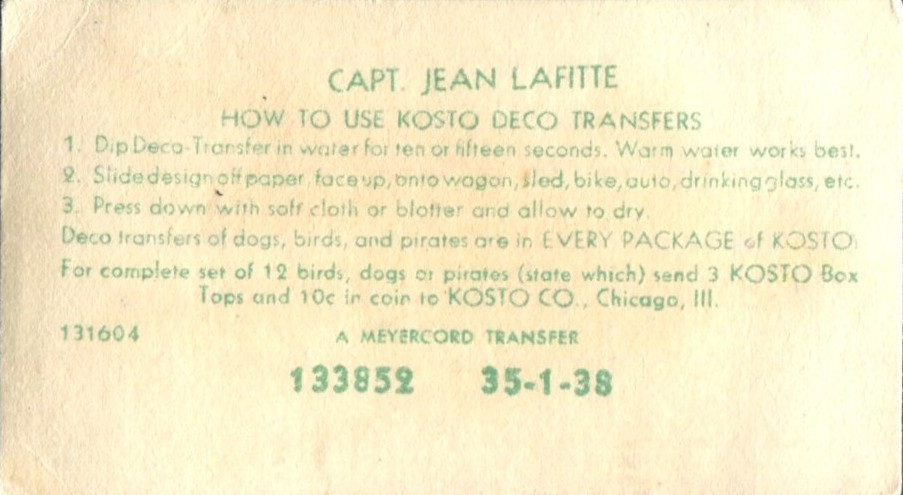 CAPT. JEAN LAFITTE
HOW TO USE KOSTO DECO TRANSFERS
1. Dip Deco-Transfer in water for ten or fifteen seconds. Warm water works best.
2. Slide design off paper, face up, onto wagon, sled, bike, auto, drinking glass, etc.
3. Press down with soft cloth or blotter and allow to dry.
Deco transfers of dogs, birds, and pirates are in EVERY PACKAGE of KOSTO.
For complete set of 12 birds, dogs or pirates (state which) send 3 KOSTO Box
Tops and 10c in coin to KOSTO CO., Chicago, Ill.
131604 A MEYERCORD TRANSFER
133852 35-1-38